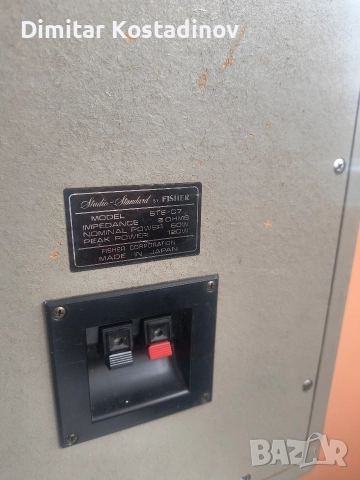 Dimitar Kostadinov
Studio-Standard BY FISHER
MODEL STE-C7
IMPEDANCE 8 OHMS
NOMINAL POWER 60W
PEAK POWER 120W
FISHER CORPORATION
MADE IN JAPAN
BAZAR